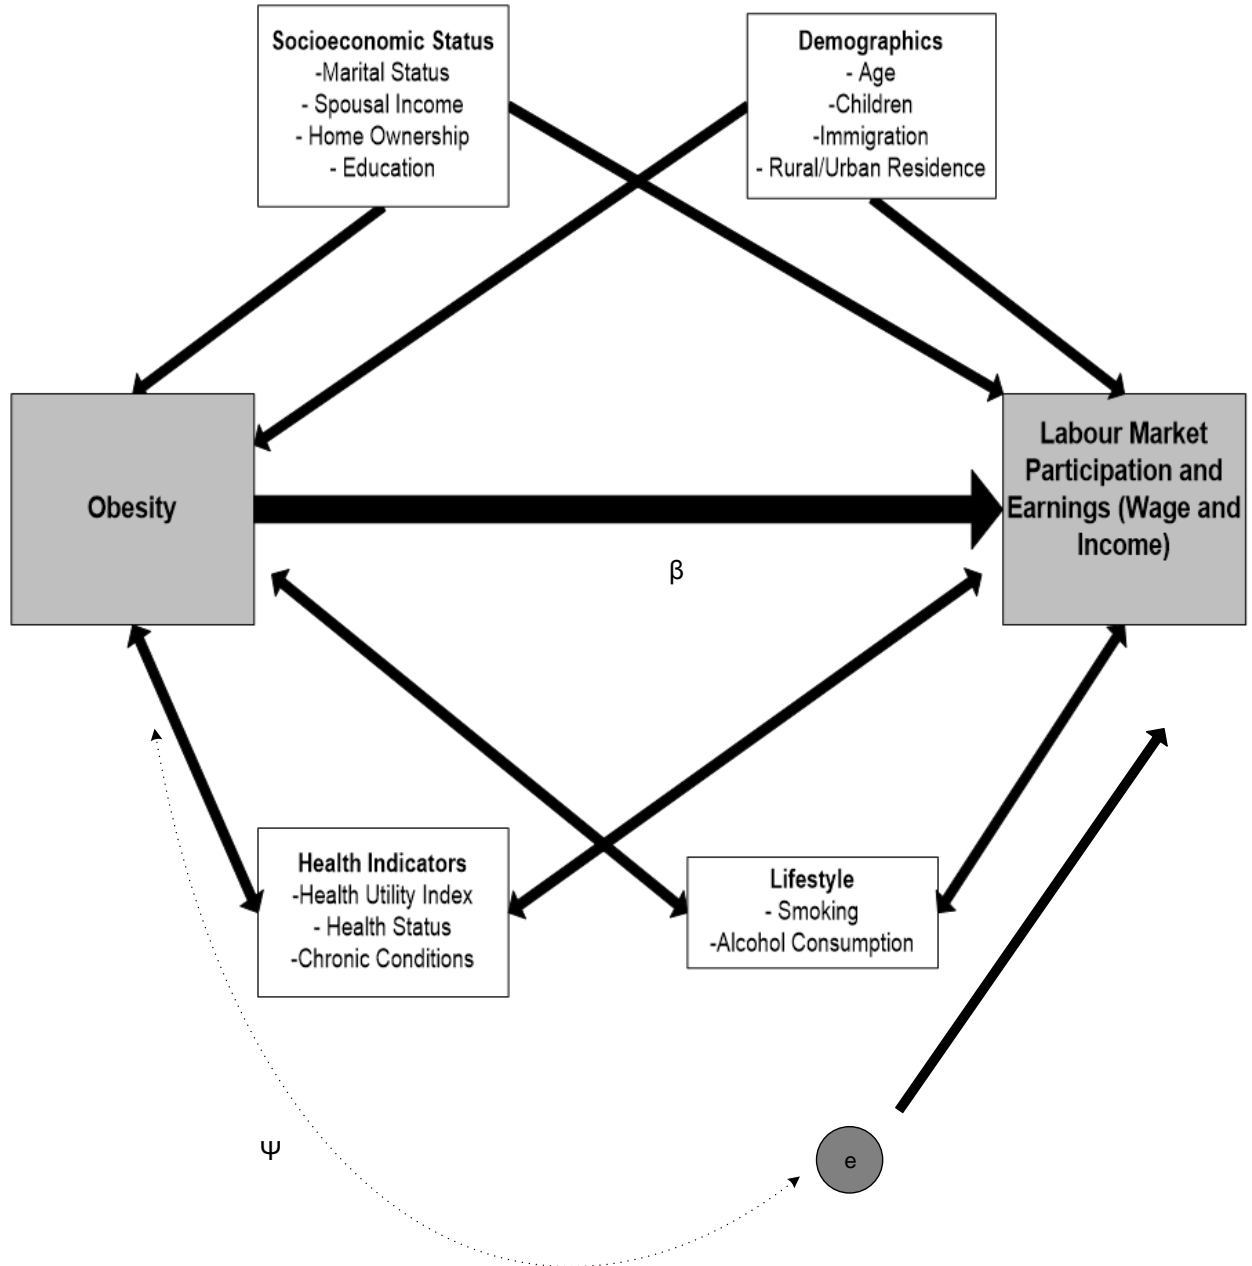 Socioeconomic Status
-Marital Status
- Spousal Income
- Home Ownership
- Education
Demographics
- Age
-Children
-Immigration
- Rural/Urban Residence
Obesity
Labour Market
Participation and
Earnings (Wage and
Income)
β
Health Indicators
-Health Utility Index
- Health Status
-Chronic Conditions
Lifestyle
- Smoking
-Alcohol Consumption
Ψ
e